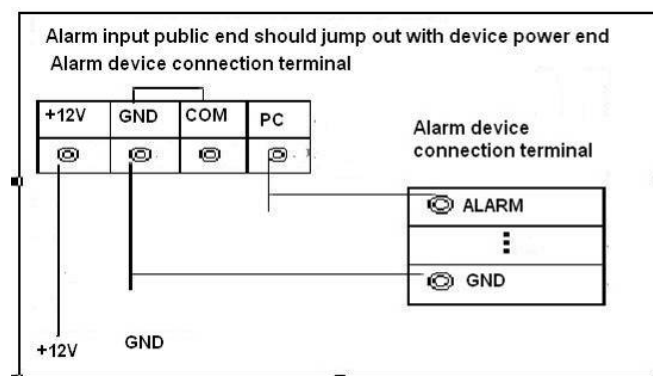 Alarm input public end should jump out with device power end
Alarm device connection terminal
+12V GND COM PC
Alarm device
connection terminal
ALARM
GND
+12V GND